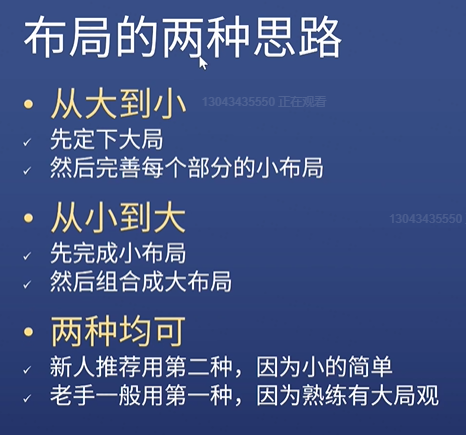 布局的两种思路
• 从大到小
13043435550 正在观看
✓ 先定下大局
✓ 然后完善每个部分的小布局
• 从小到大
13043435550
✓ 先完成小布局
✓ 然后组合成大布局
• 两种均可
✓ 新人推荐用第二种，因为小的简单
✓ 老手一般用第一种，因为熟练有大局观